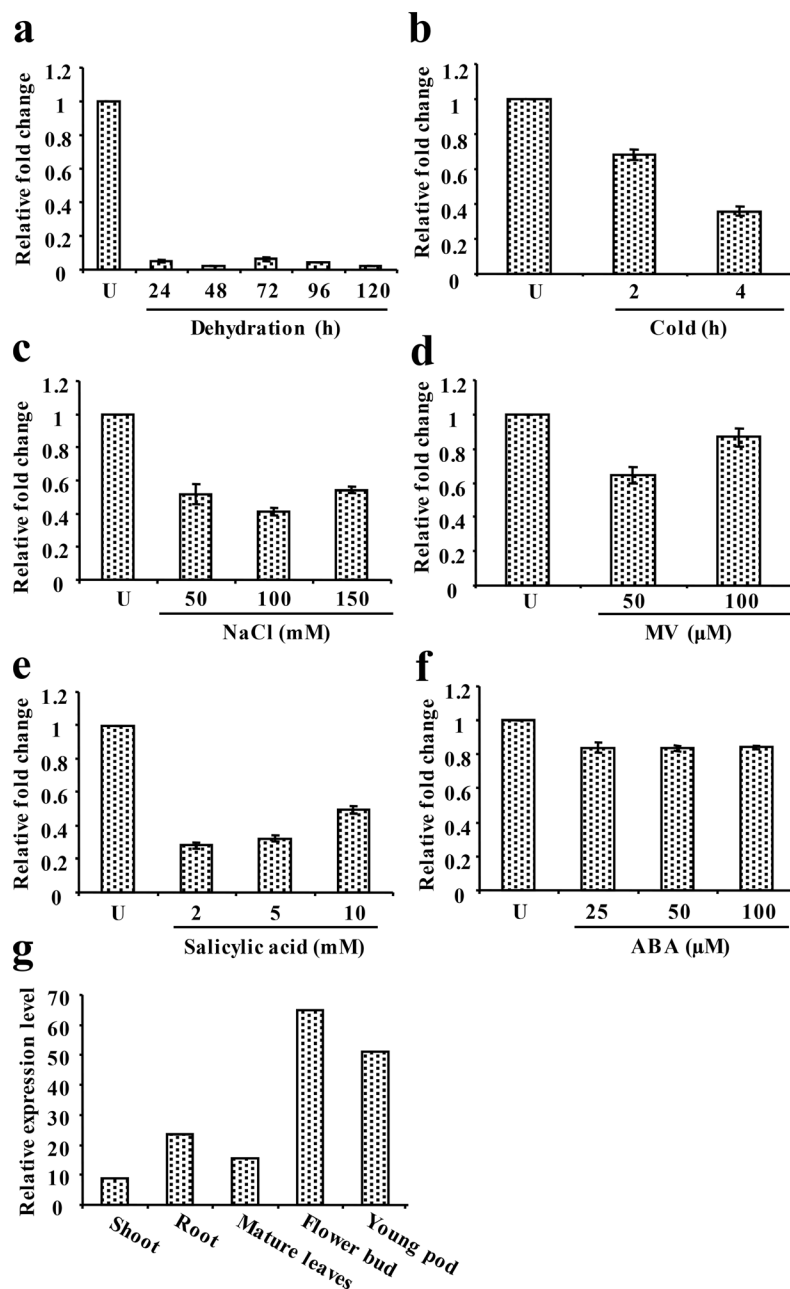 a
Relative fold change
1.2
1
0.8
0.6
0.4
0.2
0
U 24 48 72 96 120
Dehydration (h)
b
Relative fold change
1.2
1
0.8
0.6
0.4
0.2
0
U 2 4
Cold (h)
c
Relative fold change
1.2
1
0.8
0.6
0.4
0.2
0
U 50 100 150
NaCl (mM)
d
Relative fold change
1.2
1
0.8
0.6
0.4
0.2
0
U 50 100
MV (µM)
e
Relative fold change
1.2
1
0.8
0.6
0.4
0.2
0
U 2 5 10
Salicylic acid (mM)
f
Relative fold change
1.2
1
0.8
0.6
0.4
0.2
0
U 25 50 100
ABA (µM)
g
Relative expression level
70
60
50
40
30
20
10
0
Shoot
Root
Mature leaves
Flower bud
Young pod